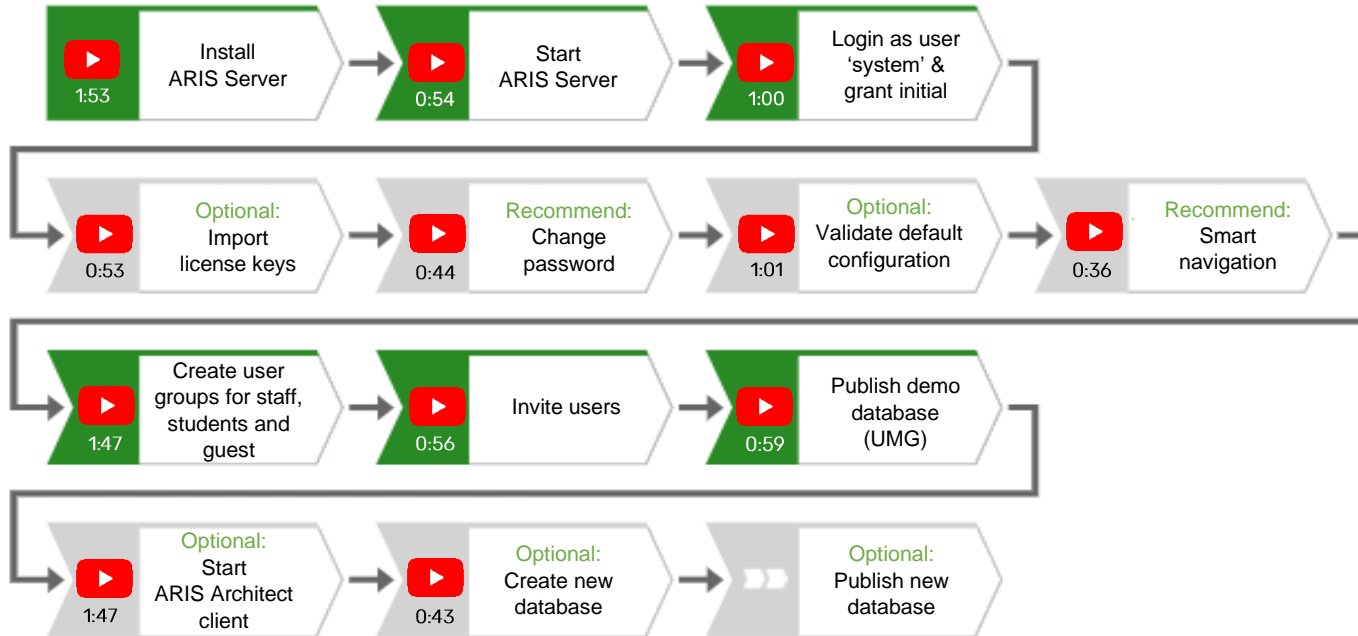 Install
ARIS Server
1:53
Start
ARIS Server
0:54
Login as user
‘system’ &
grant initial
1:00
Optional:
Import
license keys
0:53
Recommend:
Change
password
0:44
Optional:
Validate default
configuration
1:01
Recommend:
Smart
navigation
0:36
Create user
groups for staff,
students and
guest
1:47
Invite users
0:56
Publish demo
database
(UMG)
0:59
Optional:
Start
ARIS Architect
client
1:47
Optional:
Create new
database
0:43
Optional:
Publish new
database